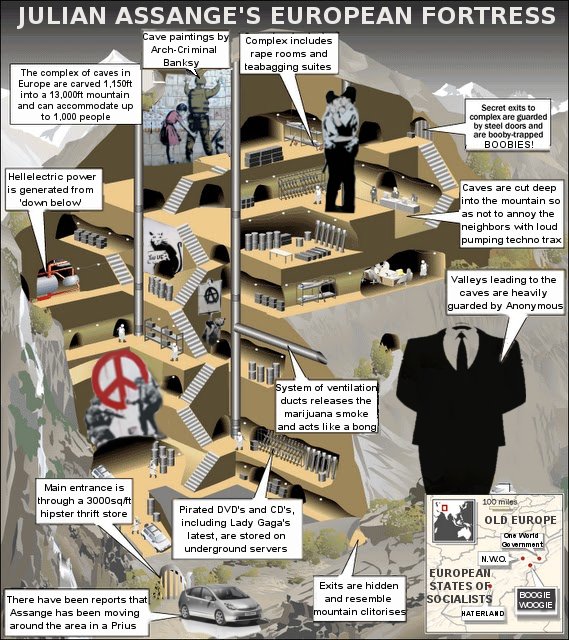 JULIAN ASSANGE'S EUROPEAN FORTRESS
The complex of caves in
Europe are carved 1,150ft
into a 13,000ft mountain
and can accommodate up
to 1,000 people
Cave paintings by
Arch-Criminal
Banksy
Complex includes
rape rooms and
teabagging suites
Secret exits to
complex are guarded
by steel doors and
are booby-trapped
BOOBIES!
Hellelectric power
is generated from
'down below'
Caves are cut deep
into the mountain so
as not to annoy the
neighbors with loud
pumping techno trax
Valleys leading to the
caves are heavily
guarded by Anonymous
System of ventilation
ducts releases the
marijuana smoke
and acts like a bong
Main entrance is
through a 3000sq/ft
hipster thrift store
Pirated DVD's and CD's,
including Lady Gaga's
latest, are stored on
underground servers
Exits are hidden
and resemble
mountain clitorises
There have been reports that
Assange has been moving
around the area in a Prius
100 miles
OLD EUROPE
One World
Government
N.W.O.
EUROPEAN
STATES OF
SOCIALISTS
HATERLAND
BOOGIE
WOOGIE